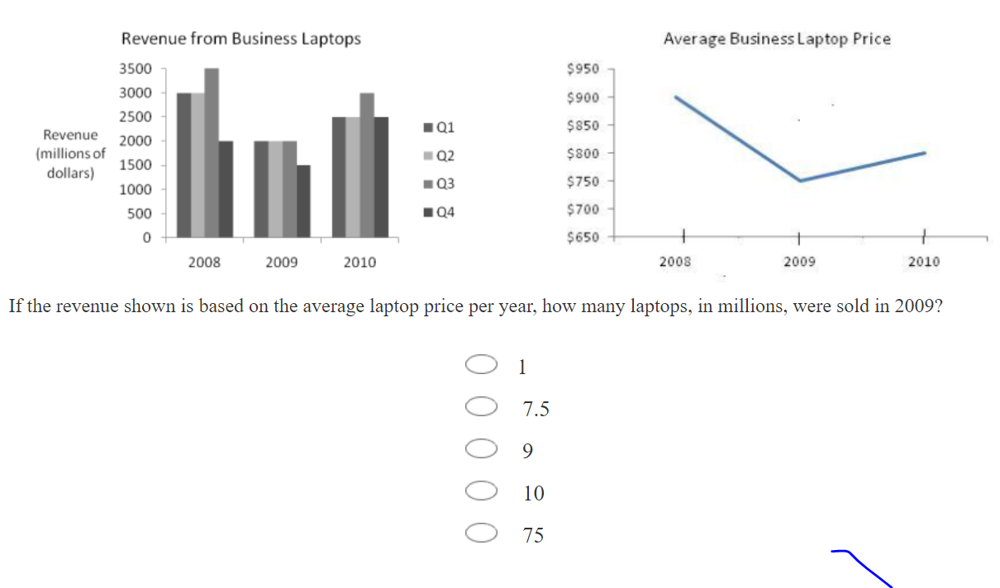 Revenue from Business Laptops
3500
3000
2500
2000
1500
1000
500
0
Revenue
(millions of
dollars)
2008 2009 2010
Q1
Q2
Q3
Q4
Average Business Laptop Price
$950
$900
$850
$800
$750
$700
$650
2008 2009 2010
If the revenue shown is based on the average laptop price per year, how many laptops, in millions, were sold in 2009?
1
7.5
9
10
75